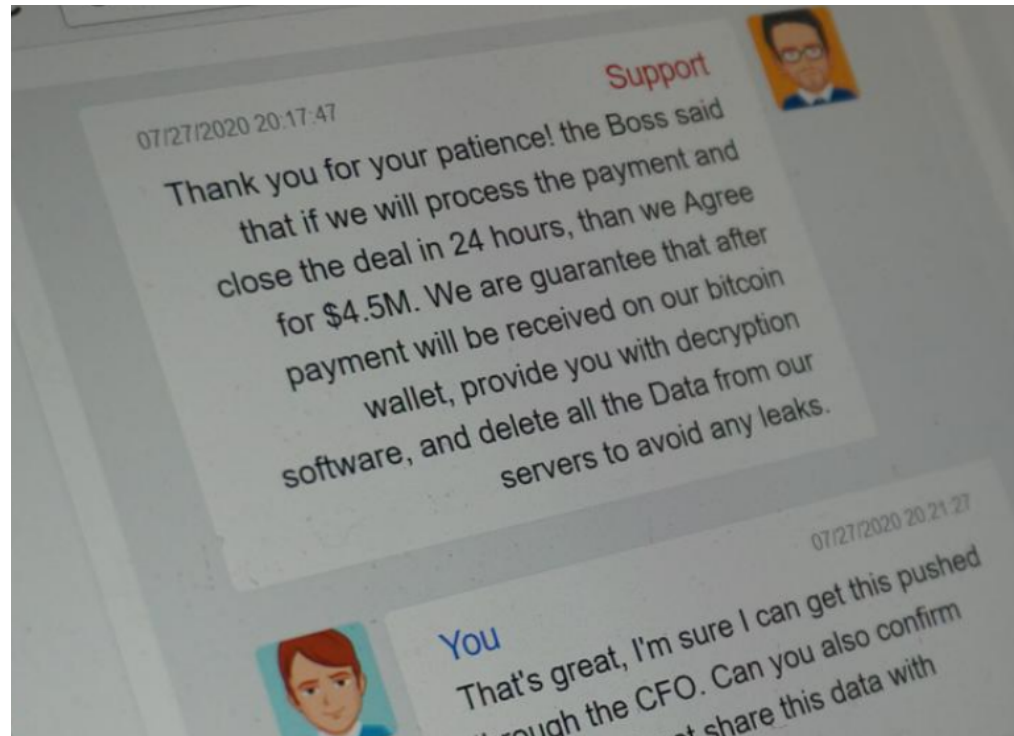 Support
07/27/2020 20:17:47
Thank you for your patience! the Boss said
that if we will process the payment and
close the deal in 24 hours, than we Agree
for $4.5M. We are guarantee that after
payment will be received on our bitcoin
wallet, provide you with decryption
software, and delete all the Data from our
servers to avoid any leaks.
07/27/2020 20:21:27
You
That's great, I'm sure I can get this pushed
the CFO. Can you also confirm
share this data with